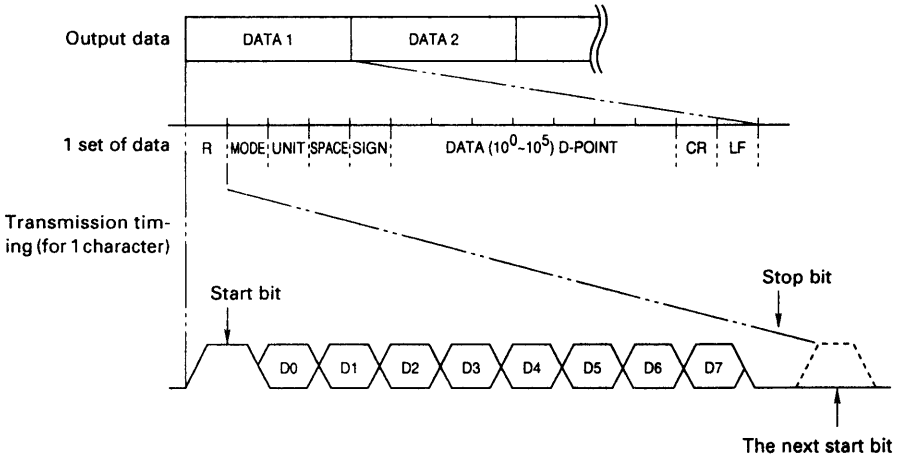 Output data DATA 1 DATA 2
1 set of data R MODE UNIT SPACE SIGN DATA (10⁰~10⁵) D-POINT CR LF
Transmission tim-
ing (for 1 character)
Stop bit
Start bit
D0 D1 D2 D3 D4 D5 D6 D7
The next start bit